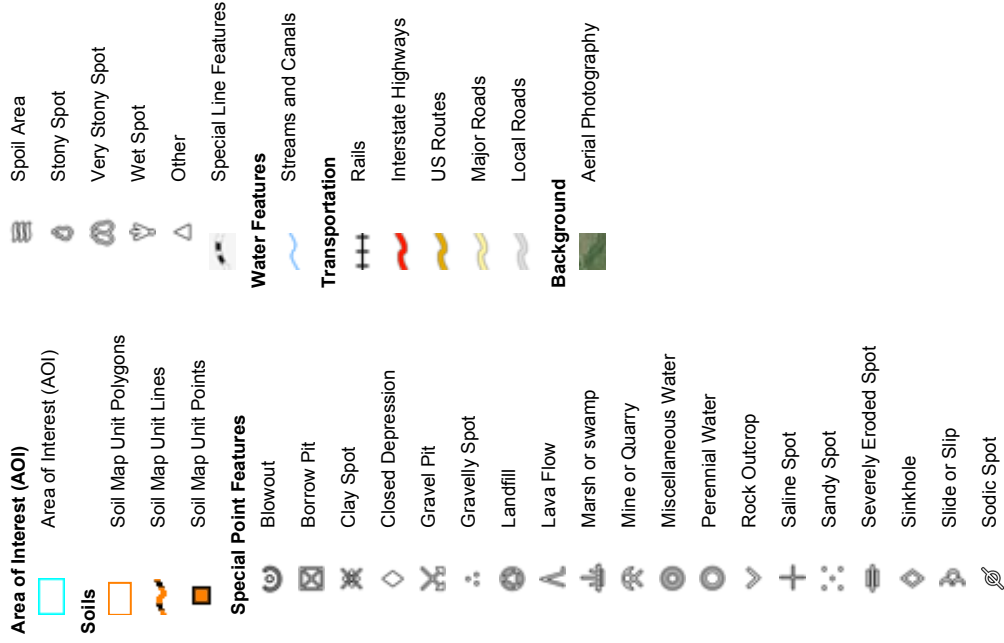 Area of Interest (AOI)
Area of Interest (AOI)
Soils
Soil Map Unit Polygons
Soil Map Unit Lines
Soil Map Unit Points
Special Point Features
Blowout
Borrow Pit
Clay Spot
Closed Depression
Gravel Pit
Gravelly Spot
Landfill
Lava Flow
Marsh or swamp
Mine or Quarry
Miscellaneous Water
Perennial Water
Rock Outcrop
Saline Spot
Sandy Spot
Severely Eroded Spot
Sinkhole
Slide or Slip
Sodic Spot
Spoil Area
Stony Spot
Very Stony Spot
Wet Spot
Other
Special Line Features
Water Features
Streams and Canals
Transportation
Rails
Interstate Highways
US Routes
Major Roads
Local Roads
Background
Aerial Photography